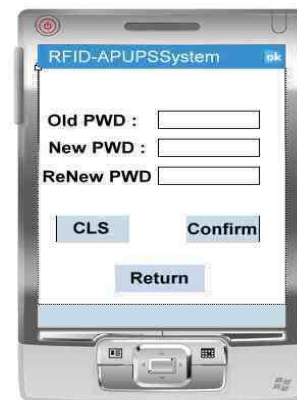 RFID-APUPSSystem ok
Old PWD :
New PWD :
ReNew PWD
CLS Confirm
Return